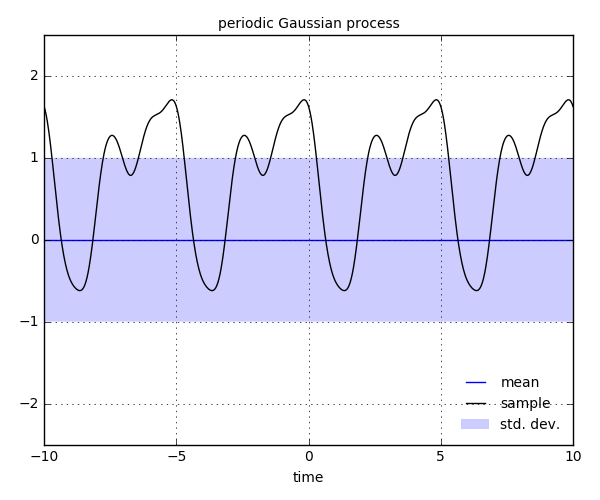 periodic Gaussian process
2
1
0
−1
−2
mean
sample
std. dev.
−10 −5 0 5 10
time